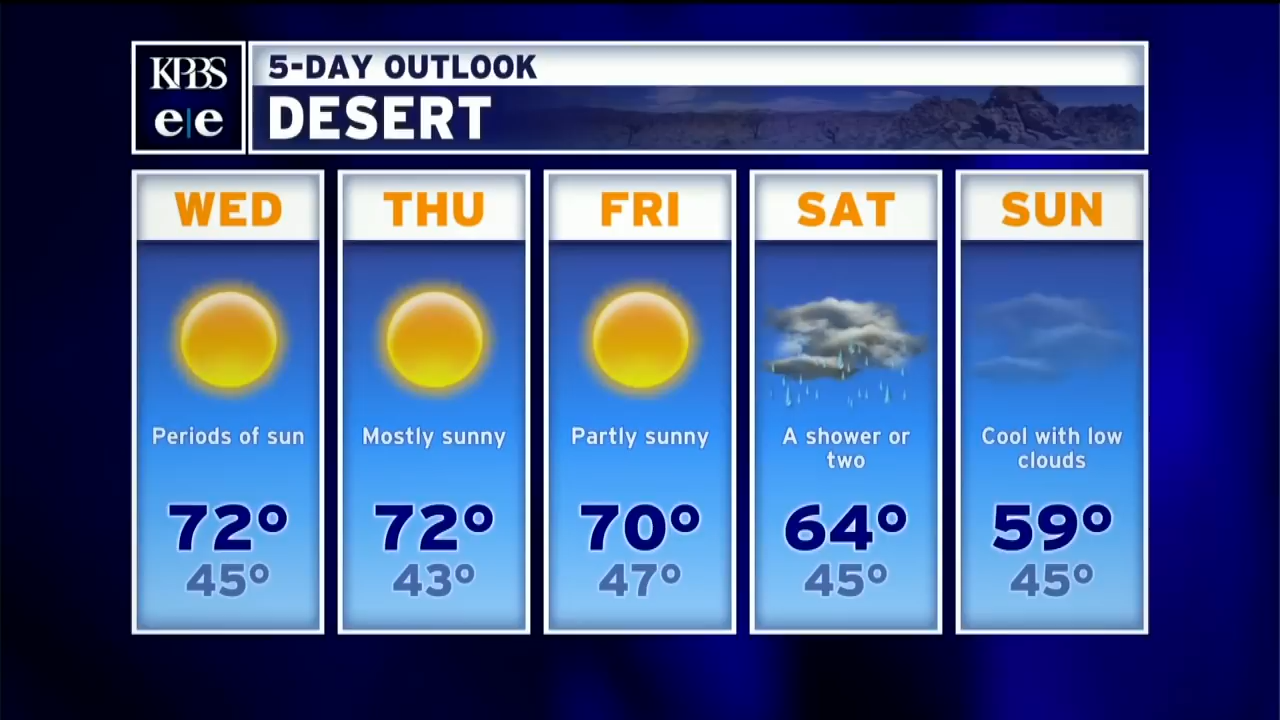 KPBS
e|e
5-DAY OUTLOOK
DESERT
WED
Periods of sun
72°
45°
THU
Mostly sunny
72°
43°
FRI
Partly sunny
70°
47°
SAT
A shower or
two
64°
45°
SUN
Cool with low
clouds
59°
45°